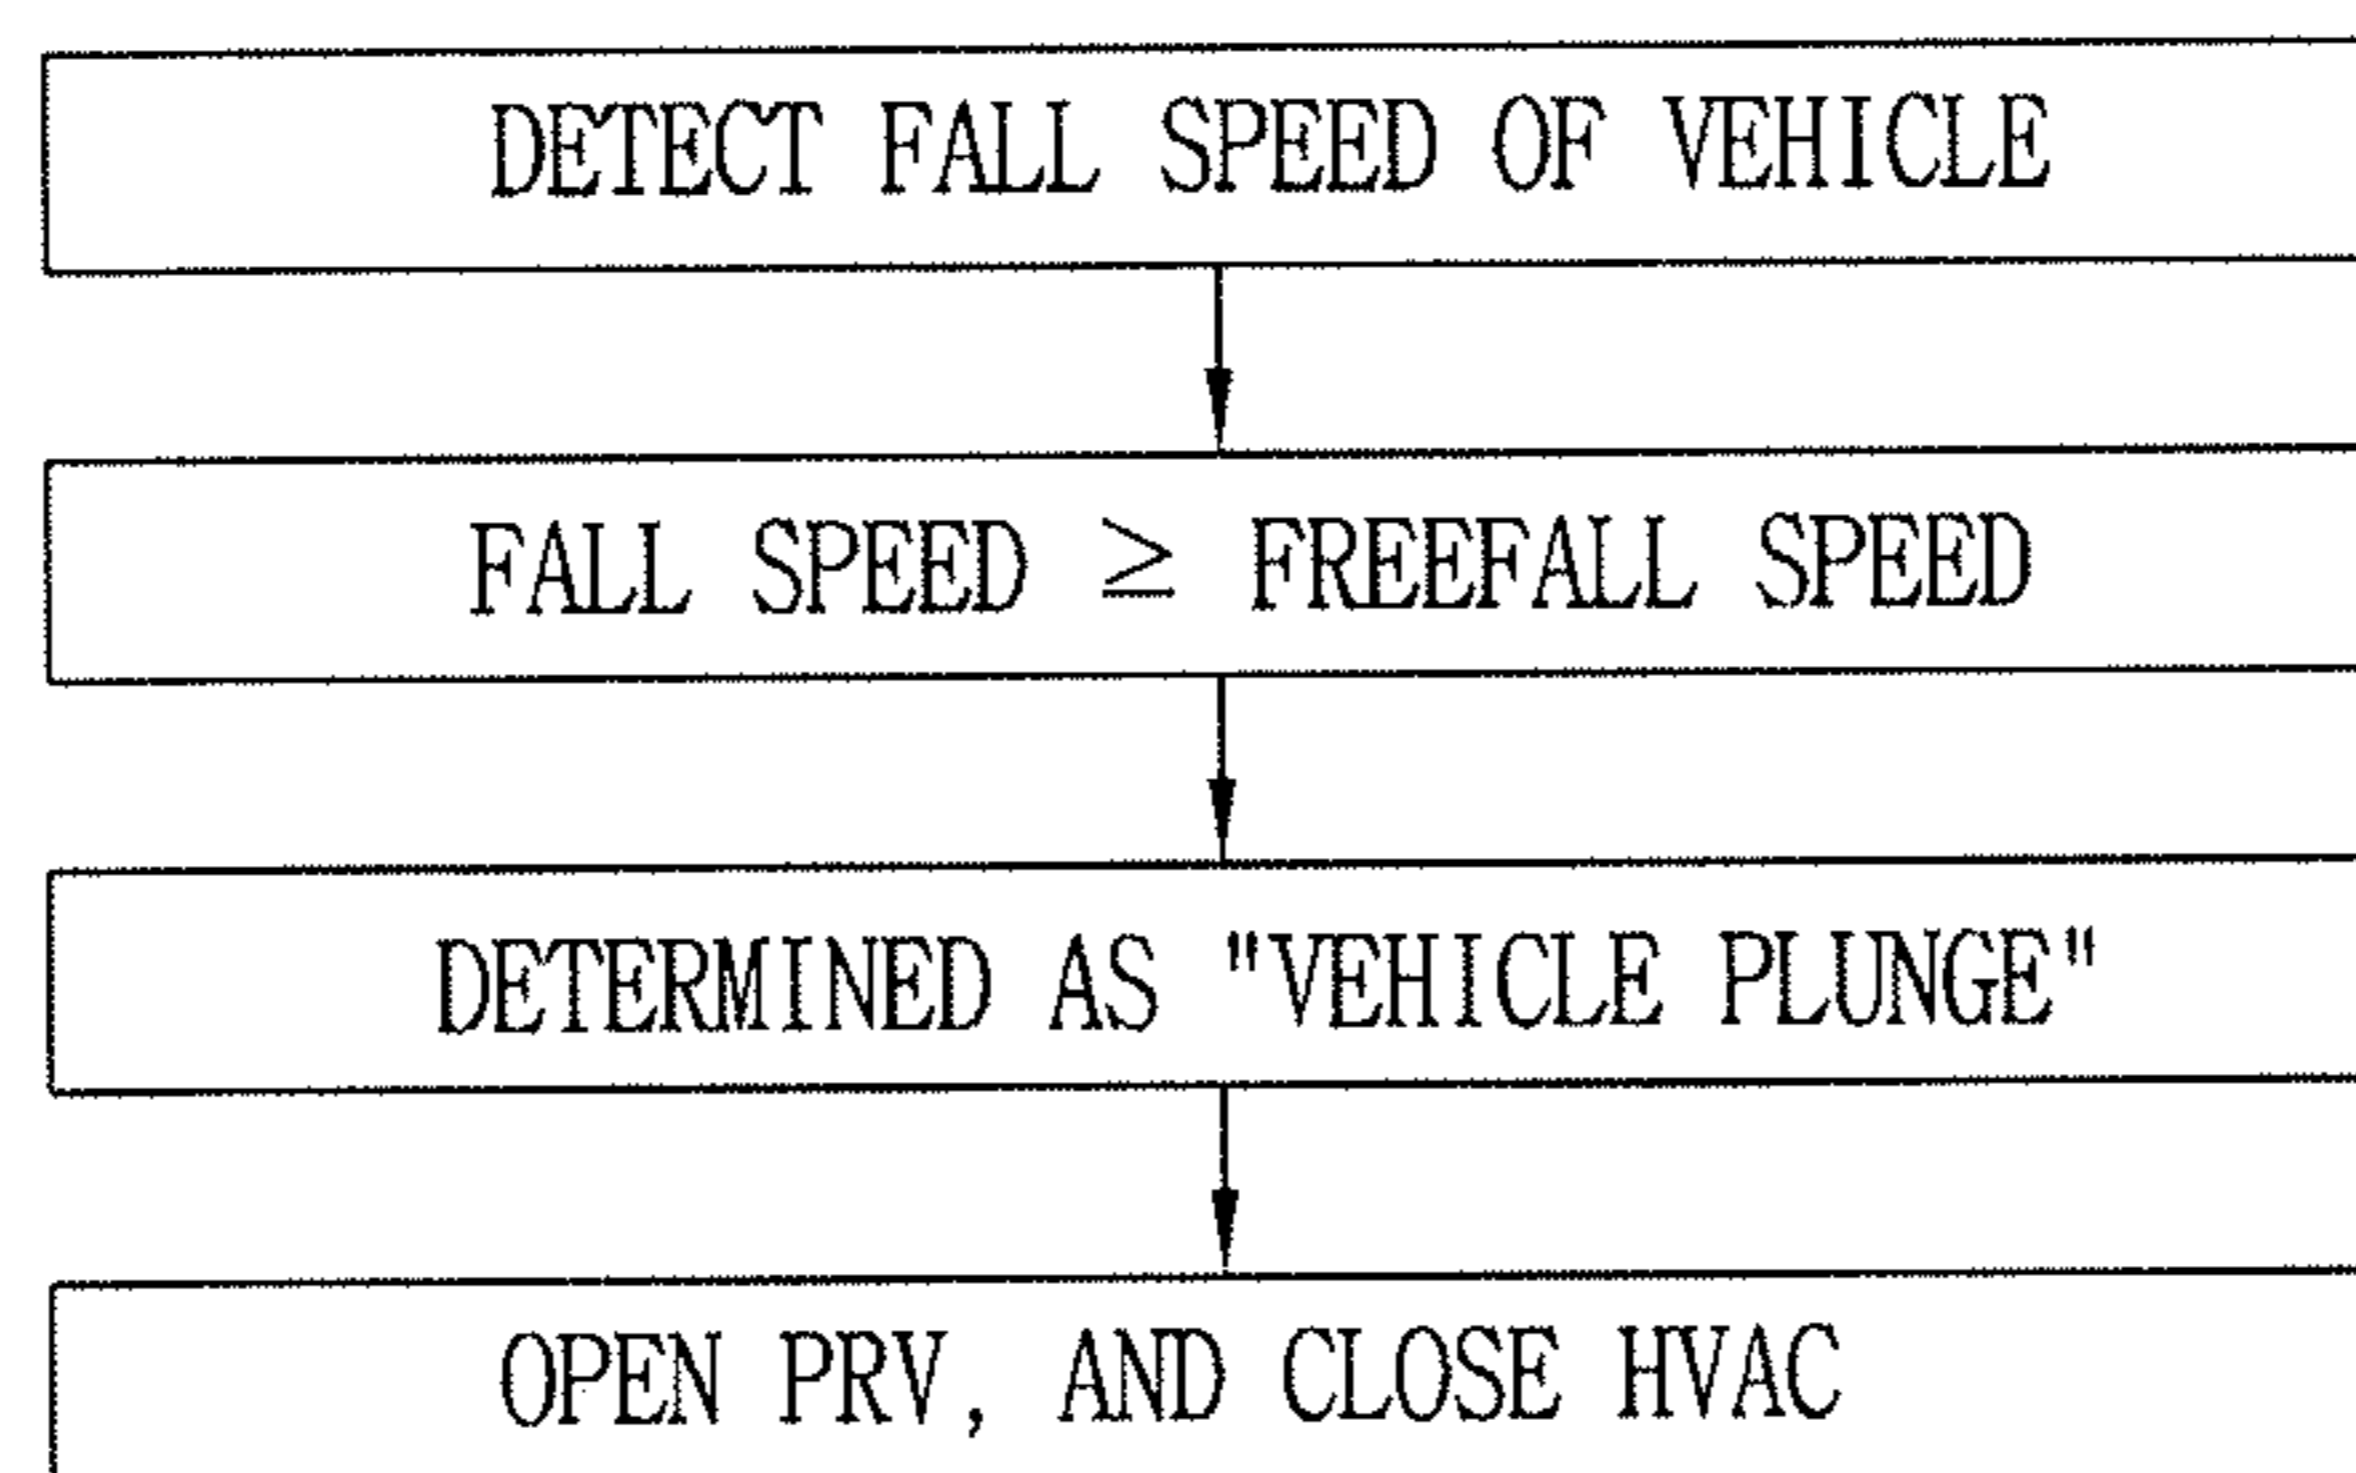 DETECT FALL SPEED OF VEHICLE
FALL SPEED ≥ FREEFALL SPEED
DETERMINED AS "VEHICLE PLUNGE"
OPEN PRV, AND CLOSE HVAC